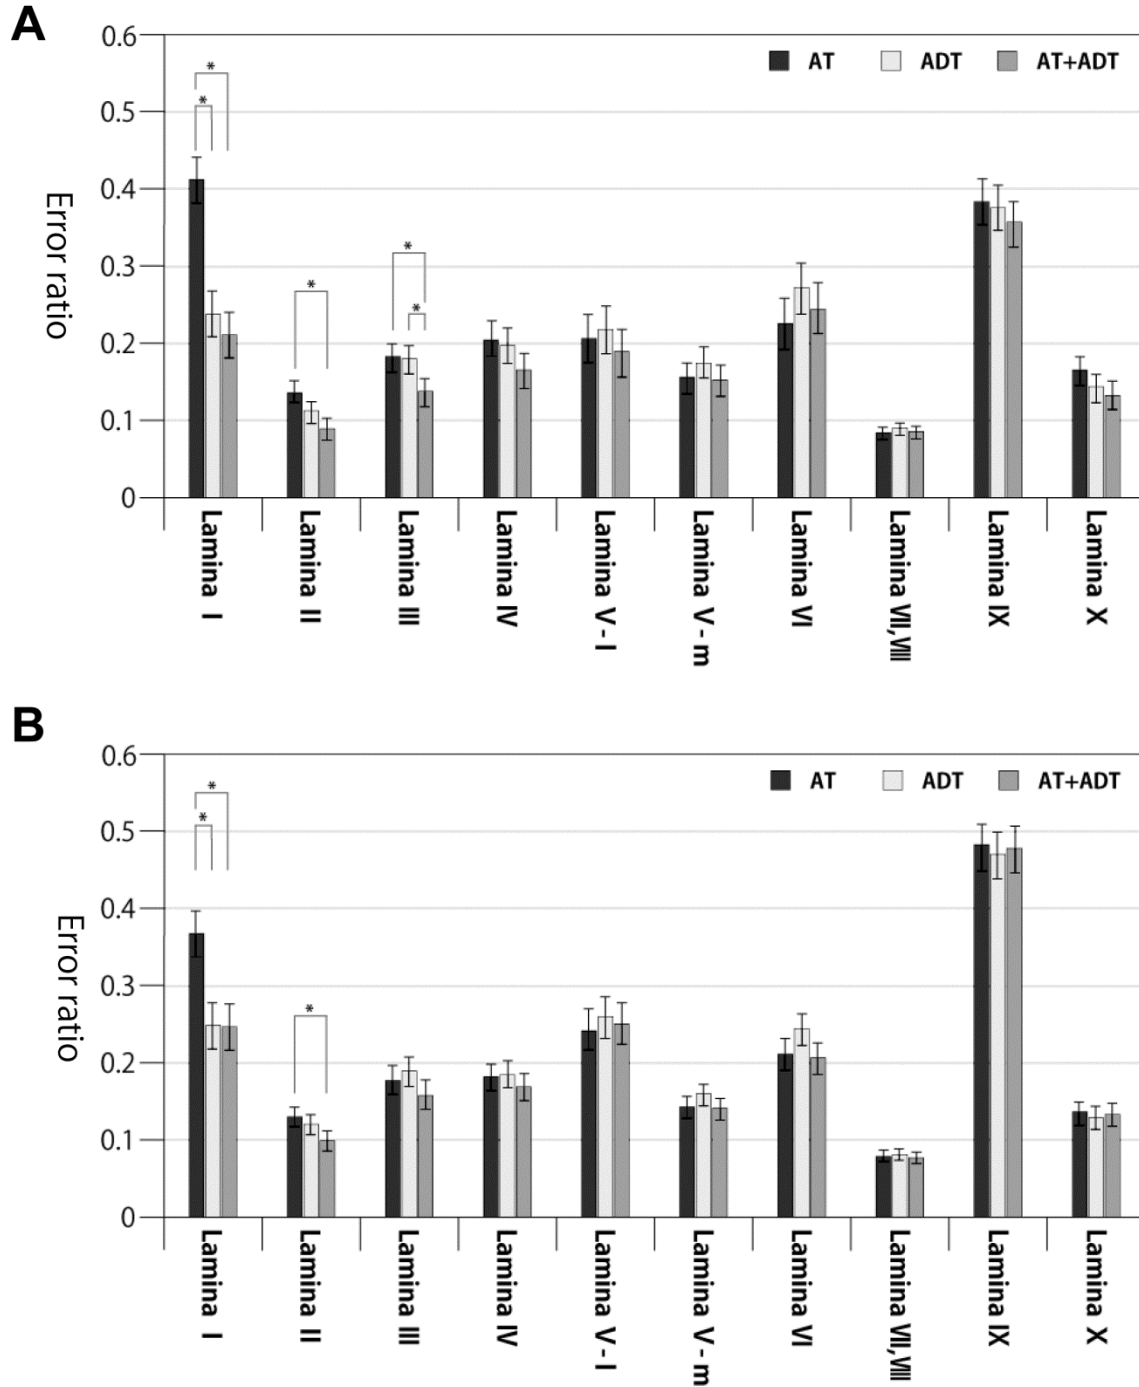 A
0.6
AT ADT AT+ADT
*
*
0.5
0.4
Error ratio
*
0.3
*
*
0.2
0.1
0
Lamina I
Lamina II
Lamina III
Lamina IV
Lamina V - l
Lamina V - m
Lamina VI
Lamina VII,VIII
Lamina IX
Lamina X
B
0.6
AT ADT AT+ADT
*
*
0.5
0.4
Error ratio
0.3
*
0.2
0.1
0
Lamina I
Lamina II
Lamina III
Lamina IV
Lamina V - l
Lamina V - m
Lamina VI
Lamina VII,VIII
Lamina IX
Lamina X